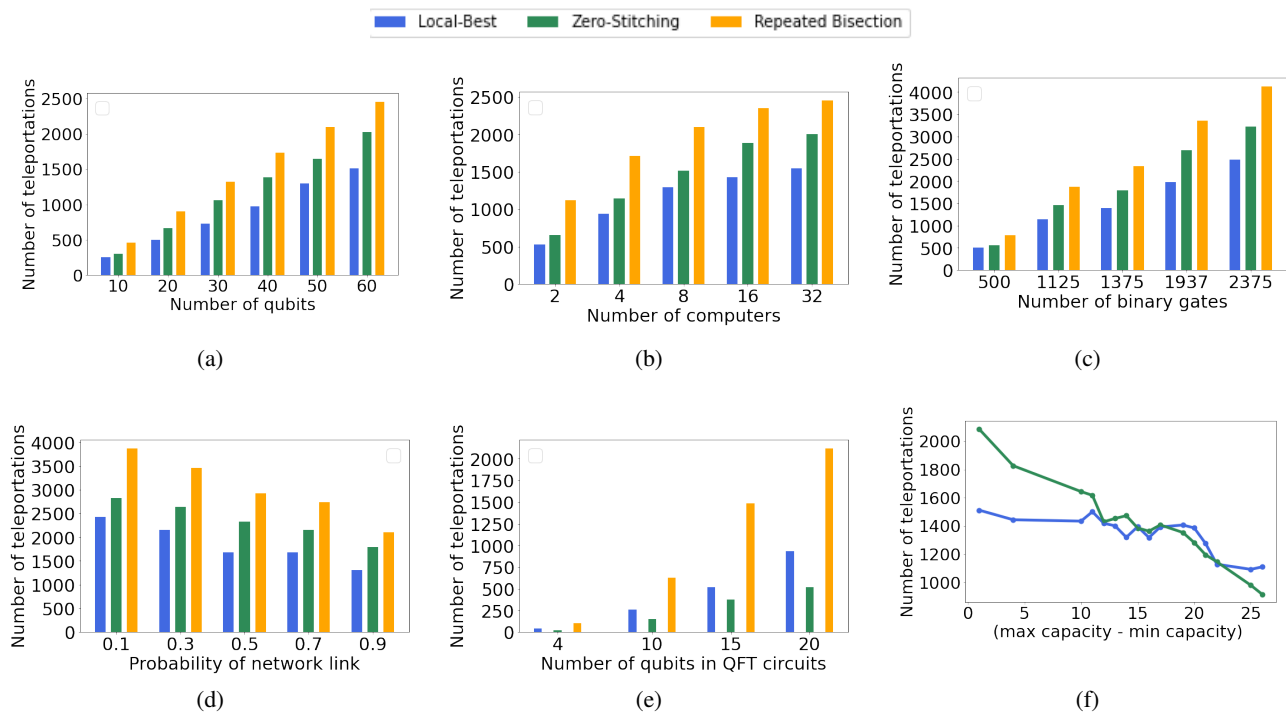 Local-Best Zero-Stitching Repeated Bisection
Number of teleportations
2500
2000
1500
1000
500
0
10 20 30 40 50 60
Number of qubits
(a)
Number of teleportations
2500
2000
1500
1000
500
0
2 4 8 16 32
Number of computers
(b)
Number of teleportations
4000
3500
3000
2500
2000
1500
1000
500
0
500 1125 1375 1937 2375
Number of binary gates
(c)
Number of teleportations
4000
3500
3000
2500
2000
1500
1000
500
0
0.1 0.3 0.5 0.7 0.9
Probability of network link
(d)
Number of teleportations
2000
1750
1500
1250
1000
750
500
250
0
4 10 15 20
Number of qubits in QFT circuits
(e)
Number of teleportations
2000
1800
1600
1400
1200
1000
0 5 10 15 20 25
(max capacity - min capacity)
(f)